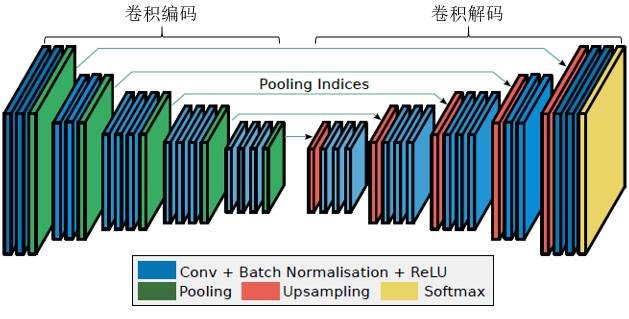 卷积编码
卷积解码
Pooling Indices
Conv + Batch Normalisation + ReLU
Pooling
Upsampling
Softmax